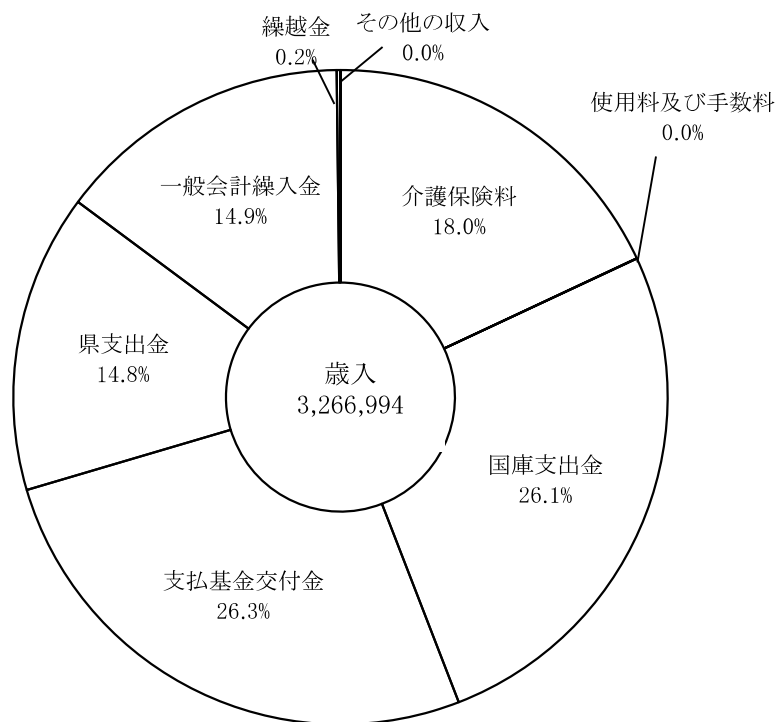 繰越金
0.2%
その他の収入
0.0%
使用料及び手数料
0.0%
一般会計繰入金
14.9%
介護保険料
18.0%
県支出金
14.8%
歳入
3,266,994
国庫支出金
26.1%
支払基金交付金
26.3%